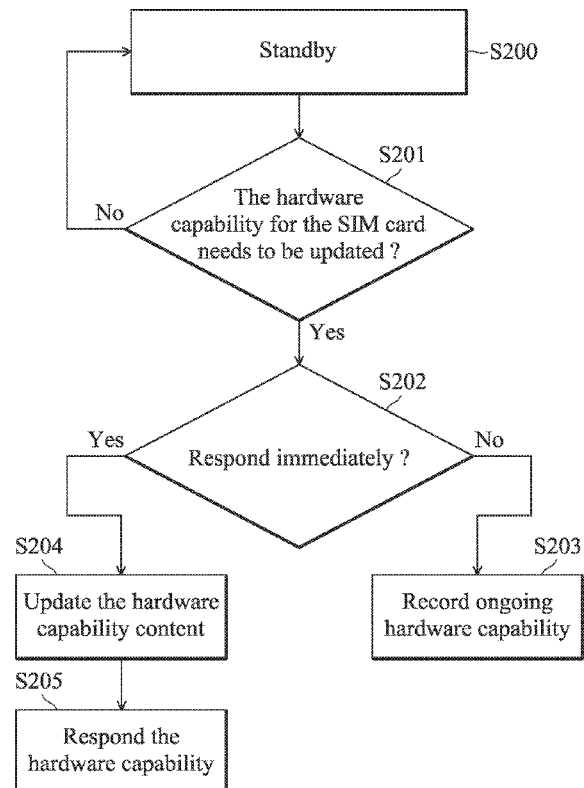 Standby
S200
S201
The hardware
capability for the SIM card
needs to be updated ?
No
Yes
S202
Respond immediately ?
Yes
No
S204
Update the hardware
capability content
S203
Record ongoing
hardware capability
S205
Respond the
hardware capability